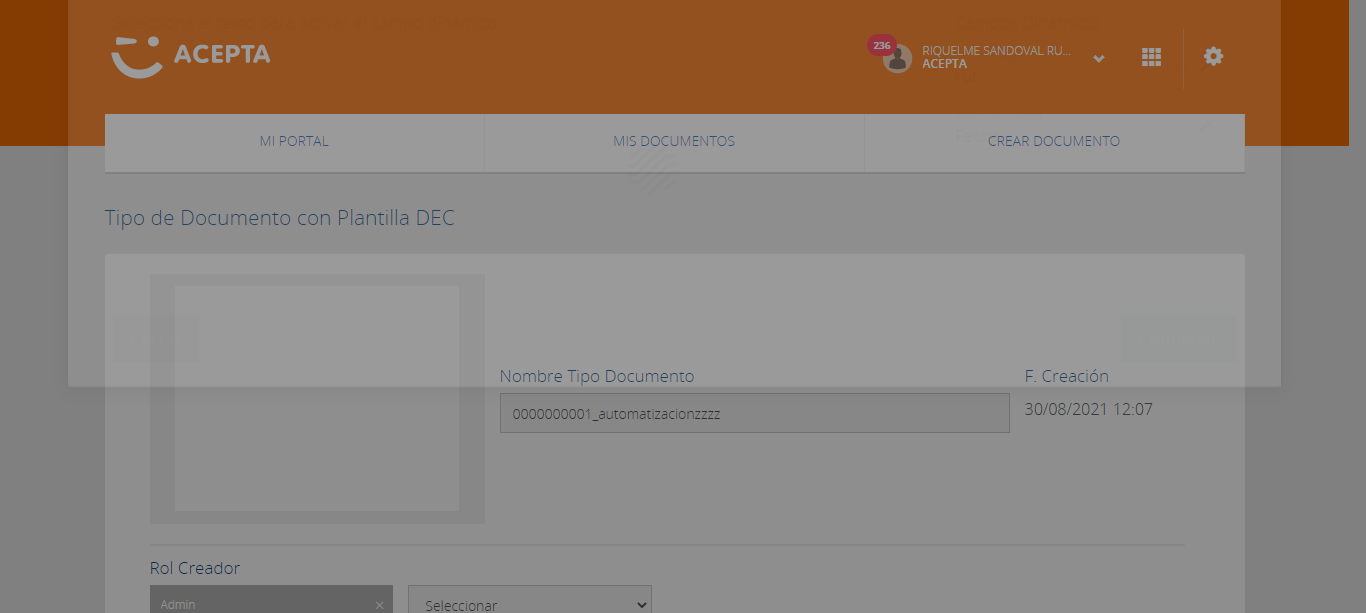 236
RIQUELME SANDOVAL RU...
ACEPTA
ACEPTA
MI PORTAL
MIS DOCUMENTOS
CREAR DOCUMENTO
Tipo de Documento con Plantilla DEC
Nombre Tipo Documento
F. Creación
0000000001_automatizacionzzzz
30/08/2021 12:07
Rol Creador
Admin ×
Seleccionar